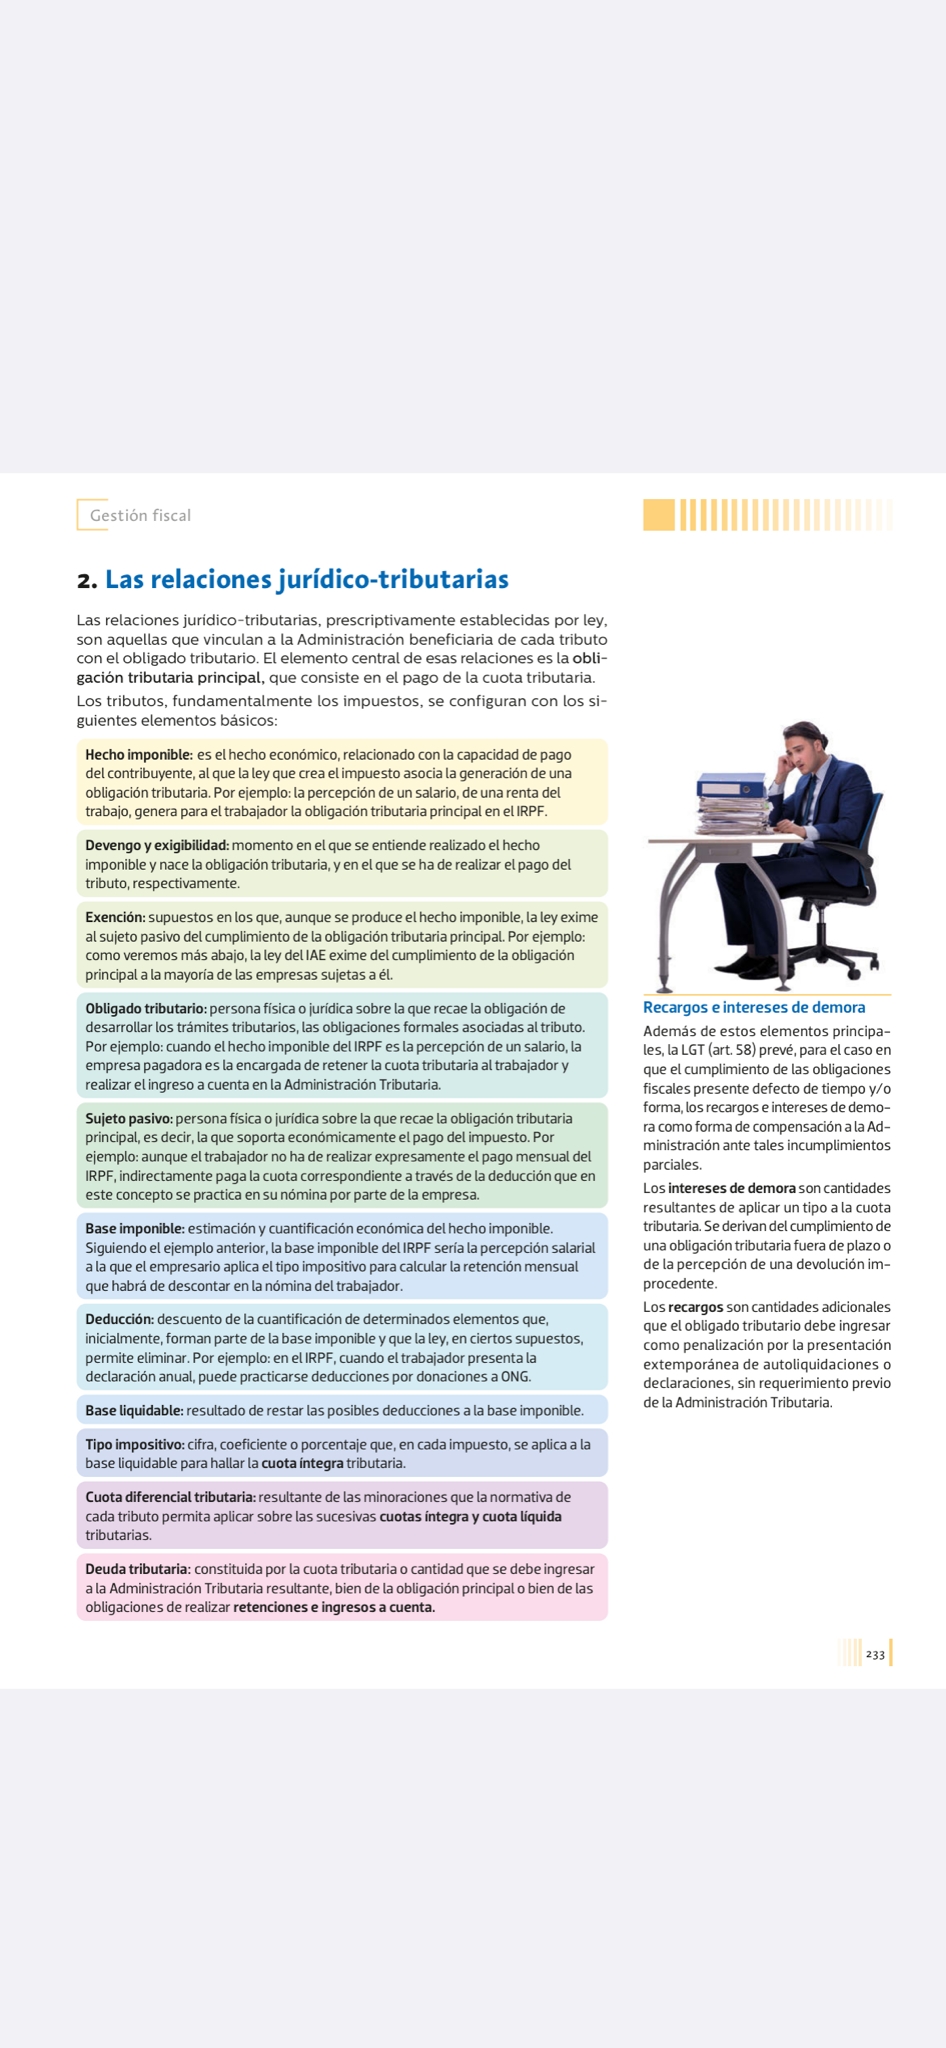 Gestión fiscal
2. Las relaciones jurídico-tributarias
Las relaciones jurídico-tributarias, prescriptivamente establecidas por ley,
son aquellas que vinculan a la Administración beneficiaria de cada tributo
con el obligado tributario. El elemento central de esas relaciones es la obli-
gación tributaria principal, que consiste en el pago de la cuota tributaria.
Los tributos, fundamentalmente los impuestos, se configuran con los si-
guientes elementos básicos:
Hecho imponible: es el hecho económico, relacionado con la capacidad de pago
del contribuyente, al que la ley que crea el impuesto asocia la generación de una
obligación tributaria. Por ejemplo: la percepción de un salario, de una renta del
trabajo, genera para el trabajador la obligación tributaria principal en el IRPF.
Devengo y exigibilidad: momento en el que se entiende realizado el hecho
imponible y nace la obligación tributaria, y en el que se ha de realizar el pago del
tributo, respectivamente.
Exención: supuestos en los que, aunque se produce el hecho imponible, la ley exime
al sujeto pasivo del cumplimiento de la obligación tributaria principal. Por ejemplo:
como veremos más abajo, la ley del IAE exime del cumplimiento de la obligación
principal a la mayoría de las empresas sujetas a él.
Obligado tributario: persona física o jurídica sobre la que recae la obligación de
desarrollar los trámites tributarios, las obligaciones formales asociadas al tributo.
Por ejemplo: cuando el hecho imponible del IRPF es la percepción de un salario, la
empresa pagadora es la encargada de retener la cuota tributaria al trabajador y
realizar el ingreso a cuenta en la Administración Tributaria.
Sujeto pasivo: persona física o jurídica sobre la que recae la obligación tributaria
principal, es decir, la que soporta económicamente el pago del impuesto. Por
ejemplo: aunque el trabajador no ha de realizar expresamente el pago mensual del
IRPF, indirectamente paga la cuota correspondiente a través de la deducción que en
este concepto se practica en su nómina por parte de la empresa.
Base imponible: estimación y cuantificación económica del hecho imponible.
Siguiendo el ejemplo anterior, la base imponible del IRPF sería la percepción salarial
a la que el empresario aplica el tipo impositivo para calcular la retención mensual
que habrá de descontar en la nómina del trabajador.
Deducción: descuento de la cuantificación de determinados elementos que,
inicialmente, forman parte de la base imponible y que la ley, en ciertos supuestos,
permite eliminar. Por ejemplo: en el IRPF, cuando el trabajador presenta la
declaración anual, puede practicarse deducciones por donaciones a ONG.
Base liquidable: resultado de restar las posibles deducciones a la base imponible.
Tipo impositivo: cifra, coeficiente o porcentaje que, en cada impuesto, se aplica a la
base liquidable para hallar la cuota íntegra tributaria.
Cuota diferencial tributaria: resultante de las minoraciones que la normativa de
cada tributo permita aplicar sobre las sucesivas cuotas íntegra y cuota líquida
tributarias.
Deuda tributaria: constituida por la cuota tributaria o cantidad que se debe ingresar
a la Administración Tributaria resultante, bien de la obligación principal o bien de las
obligaciones de realizar retenciones e ingresos a cuenta.
Recargos e intereses de demora
Además de estos elementos principa-
les, la LGT (art. 58) prevé, para el caso en
que el cumplimiento de las obligaciones
fiscales presente defecto de tiempo y/o
forma, los recargos e intereses de demo-
ra como forma de compensación a la Ad-
ministración ante tales incumplimientos
parciales.
Los intereses de demora son cantidades
resultantes de aplicar un tipo a la cuota
tributaria. Se derivan del cumplimiento de
una obligación tributaria fuera de plazo o
de la percepción de una devolución im-
procedente.
Los recargos son cantidades adicionales
que el obligado tributario debe ingresar
como penalización por la presentación
extemporánea de autoliquidaciones o
declaraciones, sin requerimiento previo
de la Administración Tributaria.
233